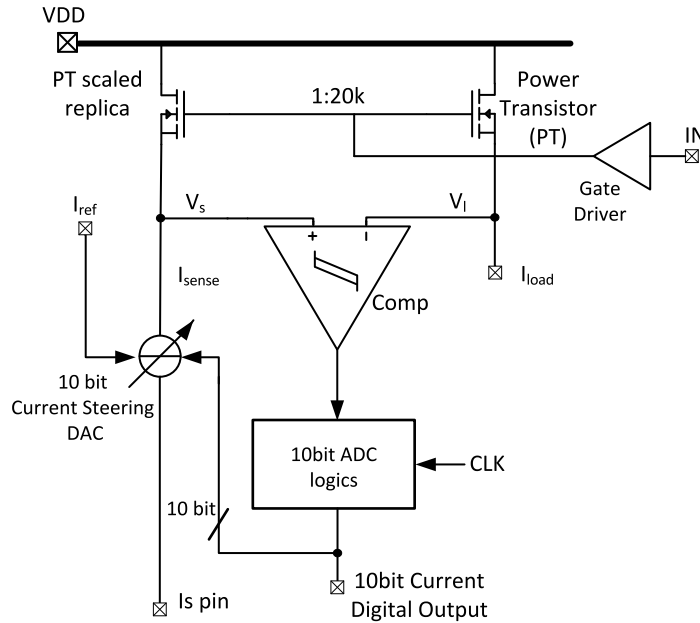 VDD
PT scaled
replica
1:20k
Power
Transistor
(PT)
IN
Gate
Driver
Iref
Vs
Vl
+
-
Isense
Iload
Comp
10 bit
Current Steering
DAC
10bit ADC
logics
CLK
10 bit
Is pin
10bit Current
Digital Output